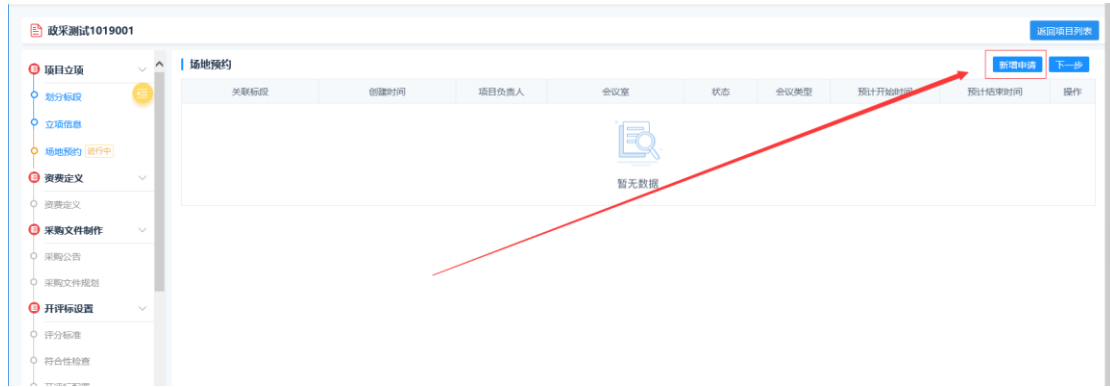 政采测试1019001
返回项目列表
项目立项
划分标段
立项信息
场地预约 进行中
资费定义
资费定义
采购文件制作
采购公告
采购文件规划
开评标设置
评分标准
符合性检查
开评标配置
场地预约
新增申请 下一步
关联标段 创建时间 项目负责人 会议室 状态 会议类型 预计开始时间 预计结束时间 操作
暂无数据